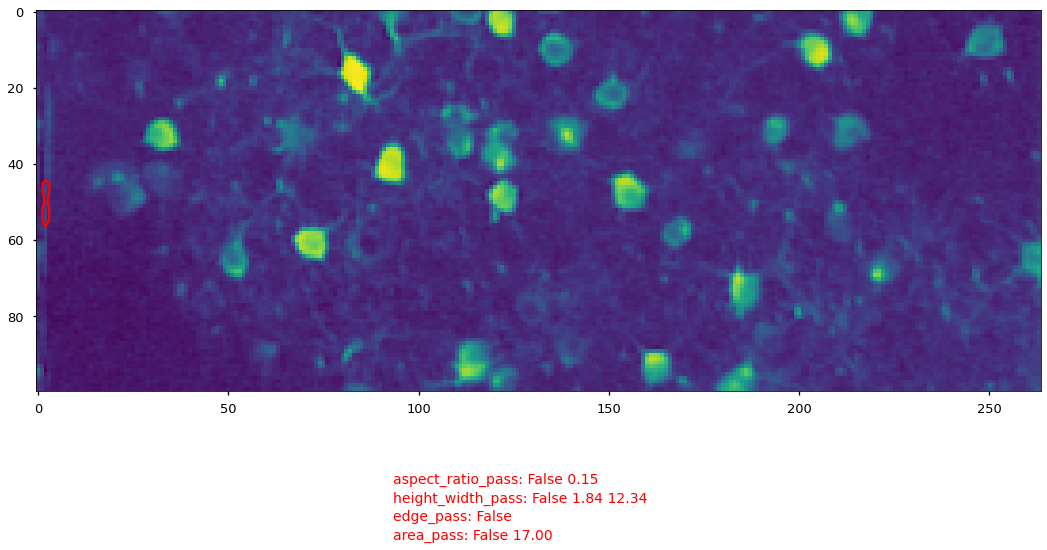 0
20
40
60
80
0 50 100 150 200 250
aspect_ratio_pass: False 0.15
height_width_pass: False 1.84 12.34
edge_pass: False
area_pass: False 17.00